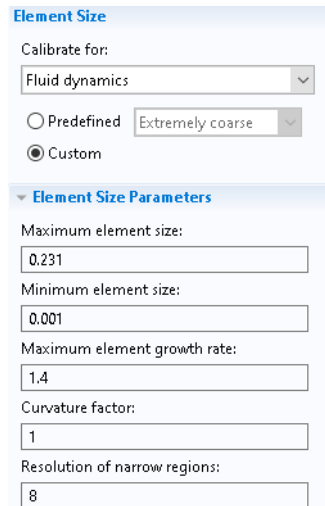 Element Size
Calibrate for:
Fluid dynamics
Predefined Extremely coarse
Custom
Element Size Parameters
Maximum element size:
0.231
Minimum element size:
0.001
Maximum element growth rate:
1.4
Curvature factor:
1
Resolution of narrow regions:
8